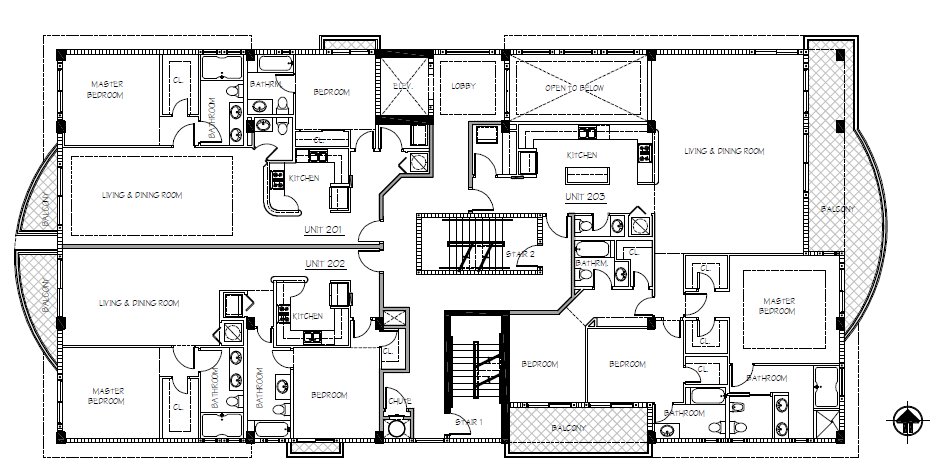 MASTER
BEDROOM
CL.
BATHROOM
BATHRM.
BEDROOM
ELEV.
LOBBY
OPEN TO BELOW
CL.
KITCHEN
KITCHEN
LIVING & DINING ROOM
LIVING & DINING ROOM
BALCONY
UNIT 203
BALCONY
UNIT 201
STAIR 2
UNIT 202
BATHRM.
CL.
CL.
BALCONY
LIVING & DINING ROOM
MASTER
BEDROOM
KITCHEN
CL.
CL.
BEDROOM
BEDROOM
CL.
BATHROOM
MASTER
BEDROOM
BATHROOM
BATHROOM
BEDROOM
CL.
CHUTE
STAIR 1
BATHROOM
BALCONY